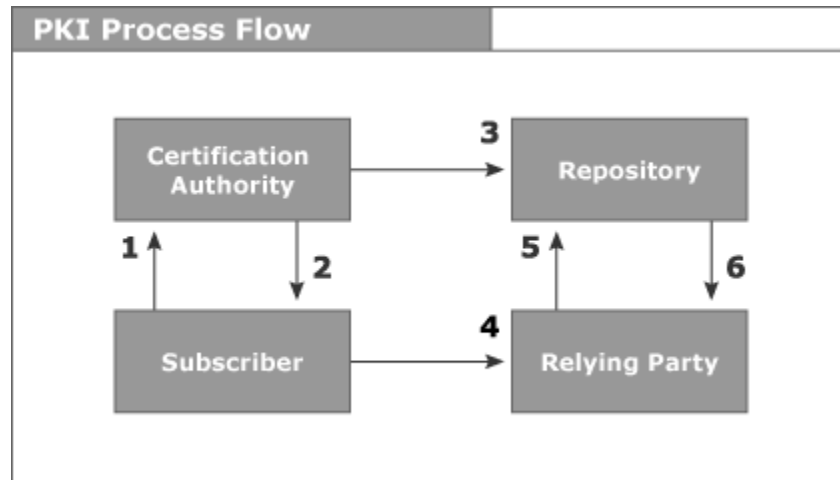 PKI Process Flow
Certification
Authority
3
Repository
1
2
5
6
Subscriber
4
Relying Party